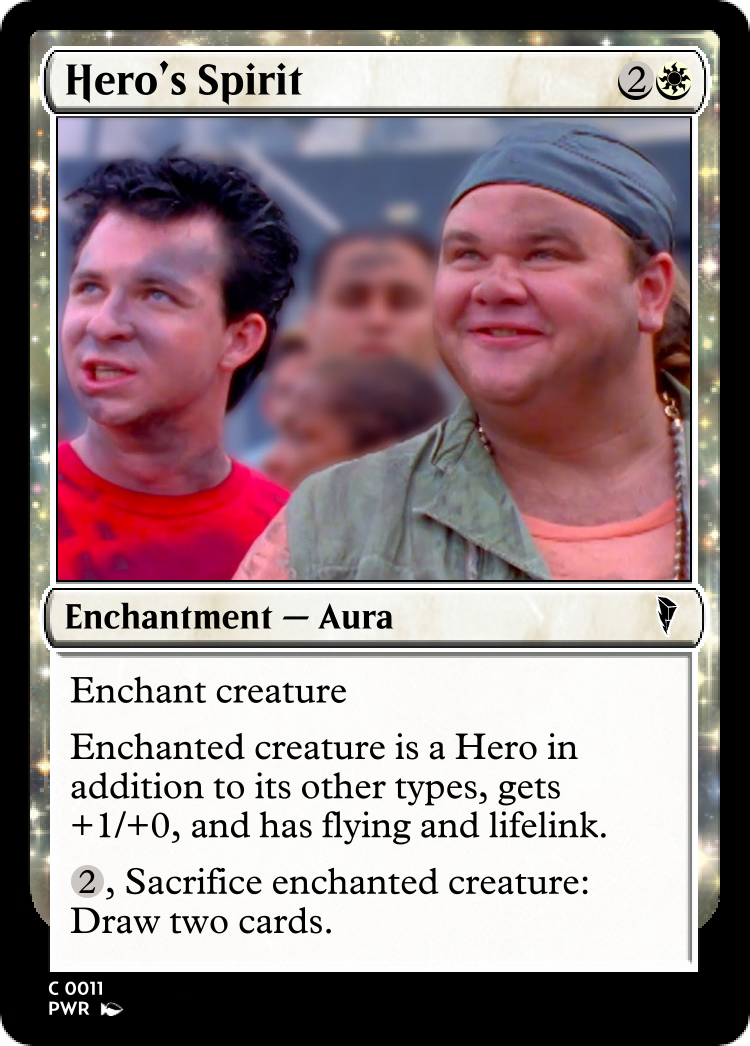 Hero's Spirit 2
Enchantment — Aura
Enchant creature
Enchanted creature is a Hero in
addition to its other types, gets
+1/+0, and has flying and lifelink.
2, Sacrifice enchanted creature:
Draw two cards.
C 0011
PWR